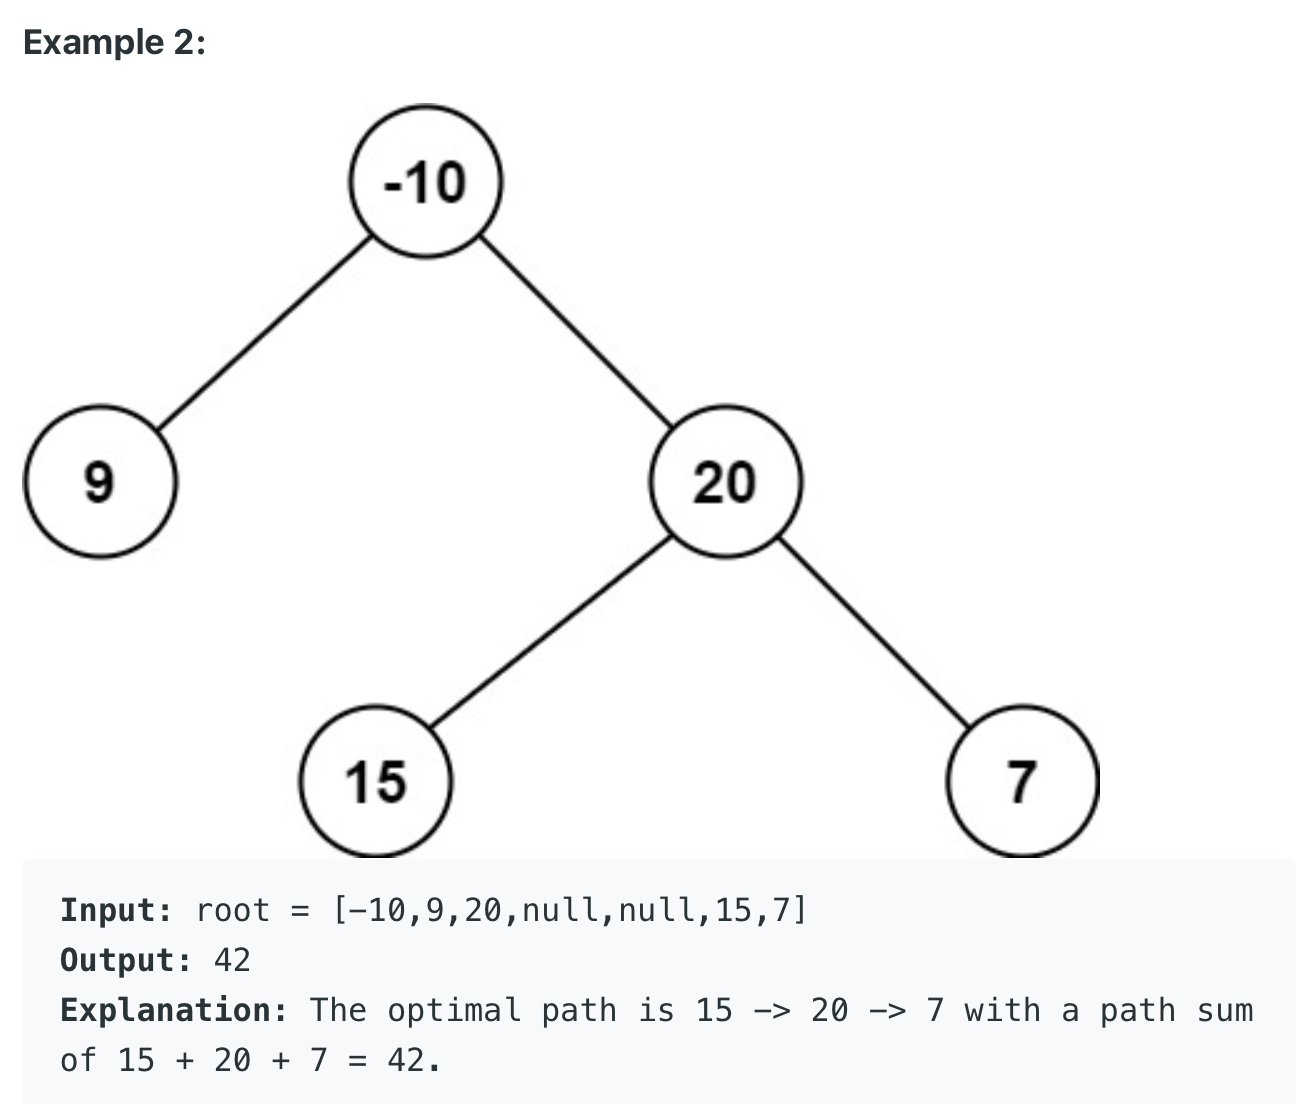 Example 2:
-10
9
20
15
7
Input: root = [-10,9,20,null,null,15,7]
Output: 42
Explanation: The optimal path is 15 -> 20 -> 7 with a path sum
of 15 + 20 + 7 = 42.